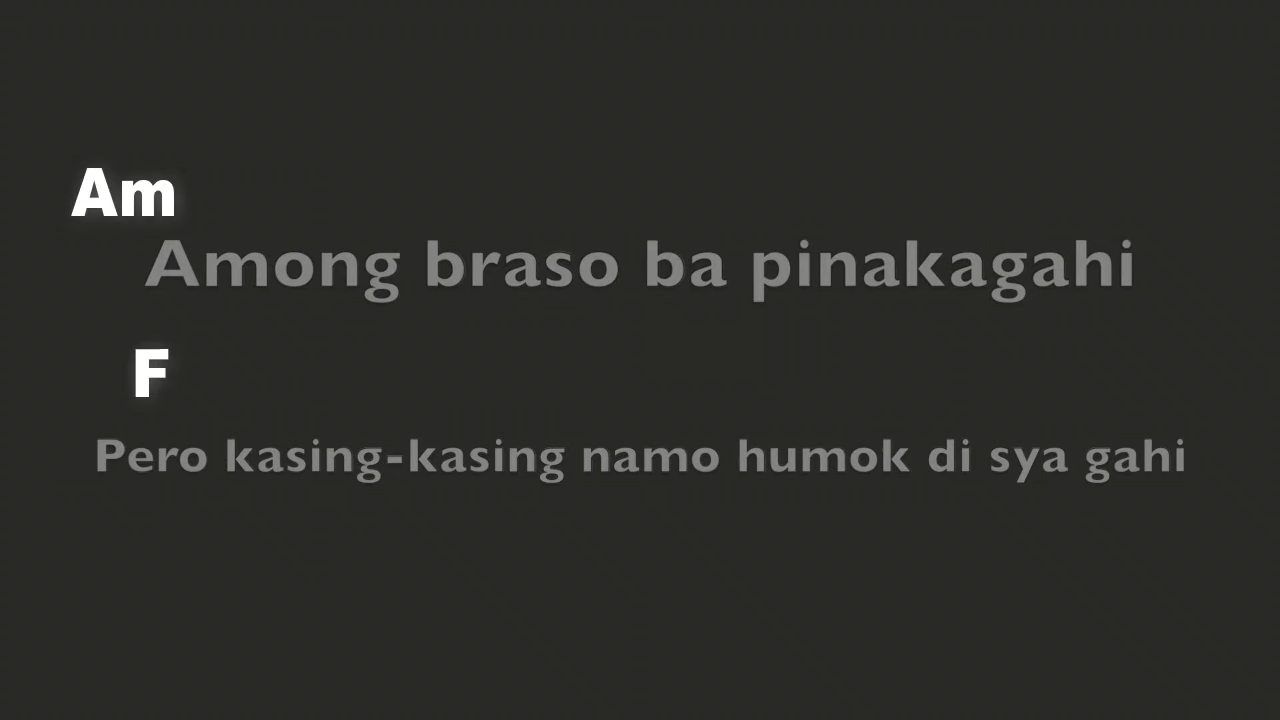 Am
Among braso ba pinakagahi
F
Pero kasing-kasing namo humok di sya gahi